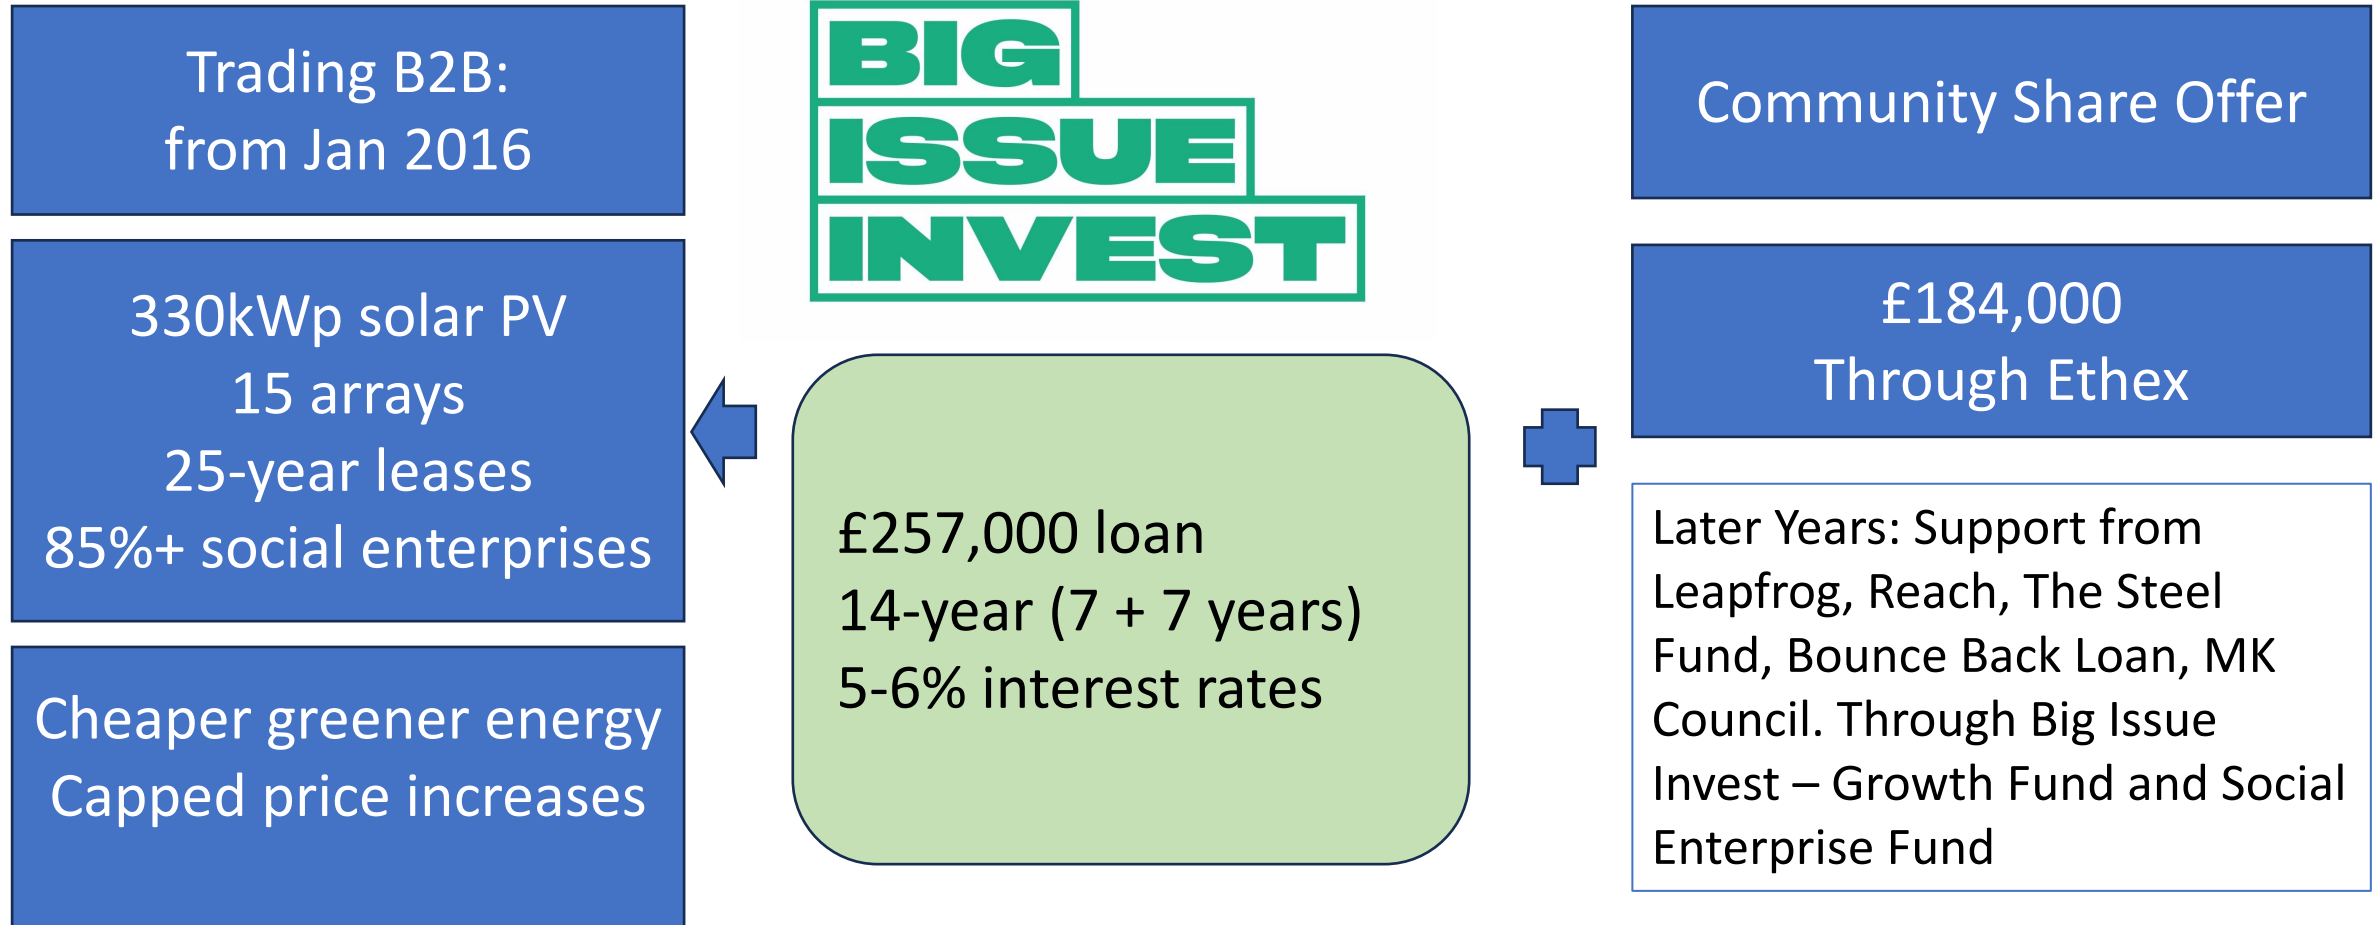 Trading B2B:
from Jan 2016
330kWp solar PV
15 arrays
25-year leases
85%+ social enterprises
Cheaper greener energy
Capped price increases
BIG
ISSUE
INVEST
£257,000 loan
14-year (7 + 7 years)
5-6% interest rates
Community Share Offer
£184,000
Through Ethex
Later Years: Support from
Leapfrog, Reach, The Steel
Fund, Bounce Back Loan, MK
Council. Through Big Issue
Invest – Growth Fund and Social
Enterprise Fund